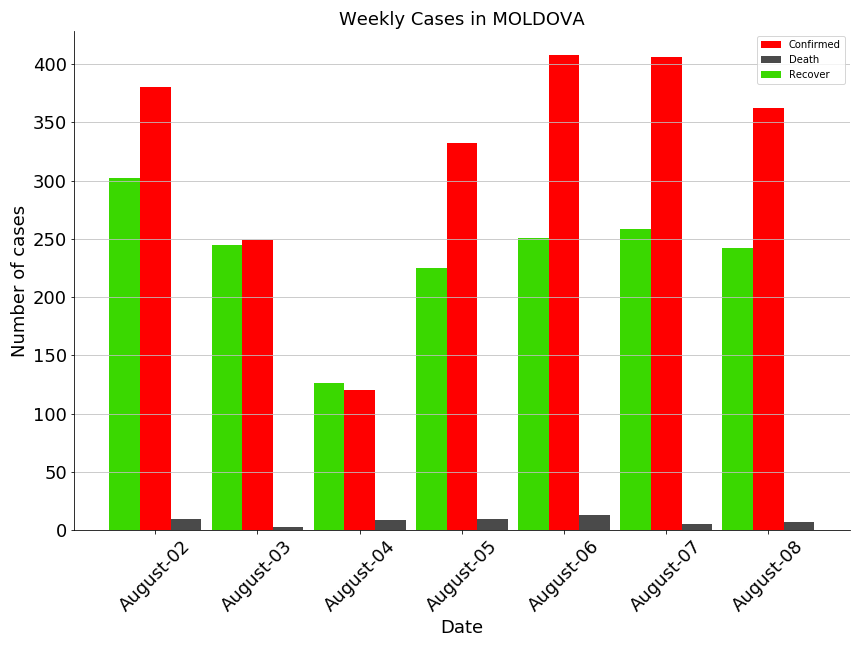 Weekly Cases in MOLDOVA
Confirmed
Death
Recover
Number of cases
400
350
300
250
200
150
100
50
0
August-02
August-03
August-04
August-05
August-06
August-07
August-08
Date